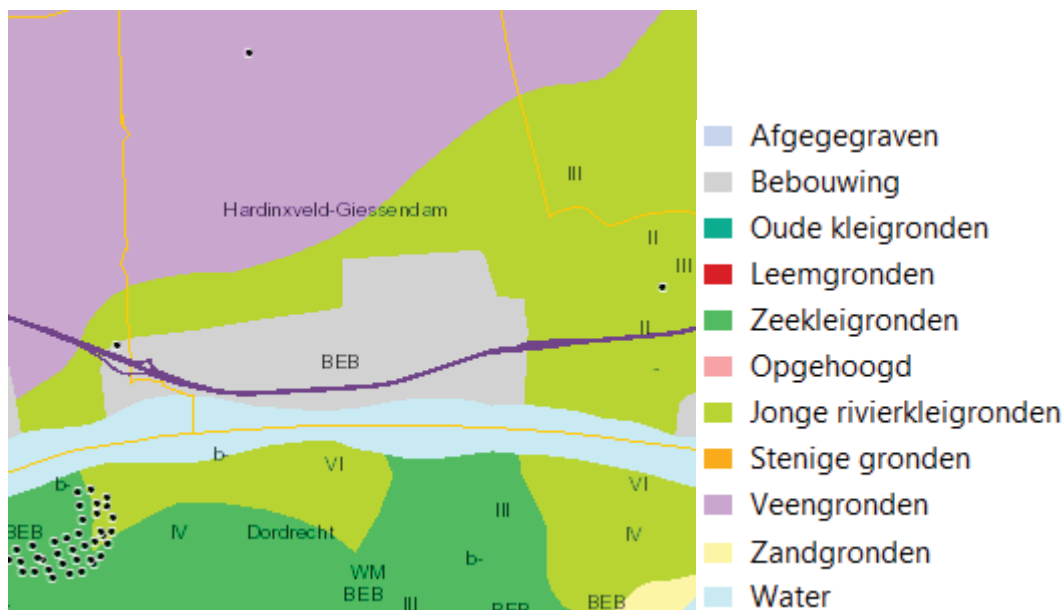 III
Hardinxveld-Giessendam
II
III
II
BEB
-
b-
VI
b-
VI
III
BEB
IV
Dordrecht
IV
b-
WM
BEB
III
BEB
BEB
Afgegegraven
Bebouwing
Oude kleigronden
Leemgronden
Zeekleigronden
Opgehoogd
Jonge rivierkleigronden
Stenige gronden
Veengronden
Zandgronden
Water